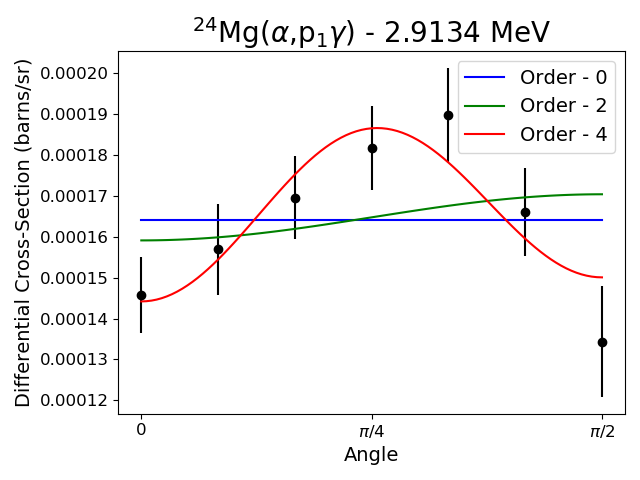 ²⁴Mg(α,p₁γ) - 2.9134 MeV
Differential Cross-Section (barns/sr)
0.00020
0.00019
0.00018
0.00017
0.00016
0.00015
0.00014
0.00013
0.00012
Order - 0
Order - 2
Order - 4
0
π/4
π/2
Angle